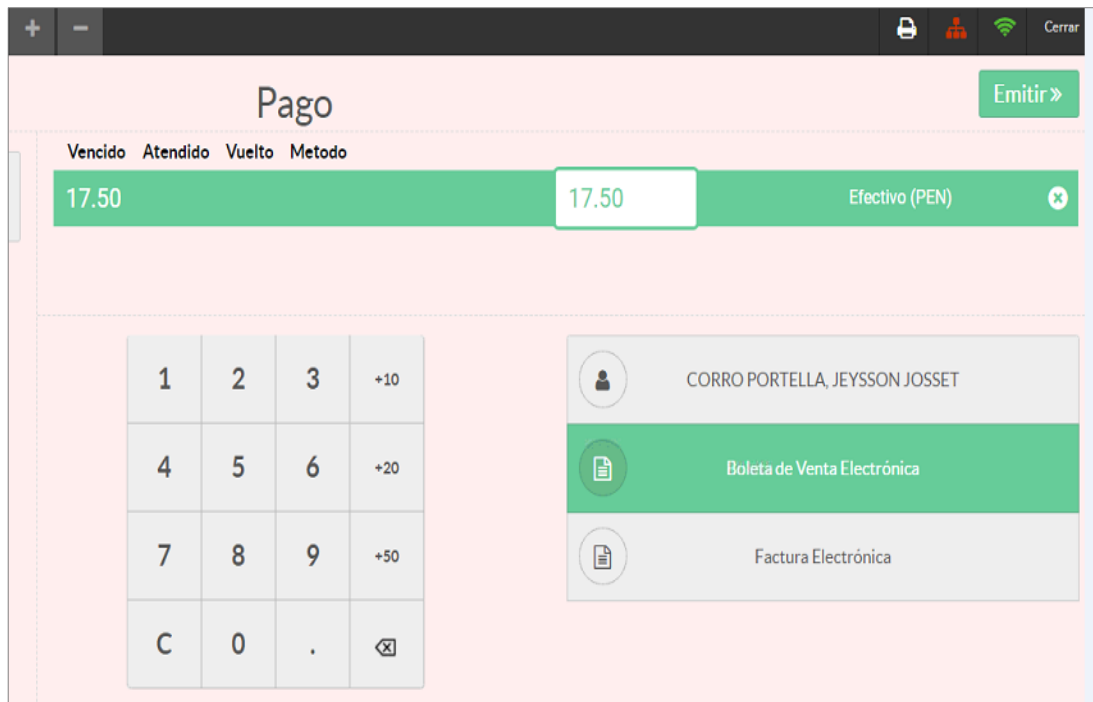 + − Cerrar
Pago
Emitir »
Vencido Atendido Vuelto Metodo
17.50 17.50 Efectivo (PEN)
1 2 3 +10
4 5 6 +20
7 8 9 +50
C 0 .
CORRO PORTELLA, JEYSSON JOSSET
Boleta de Venta Electrónica
Factura Electrónica